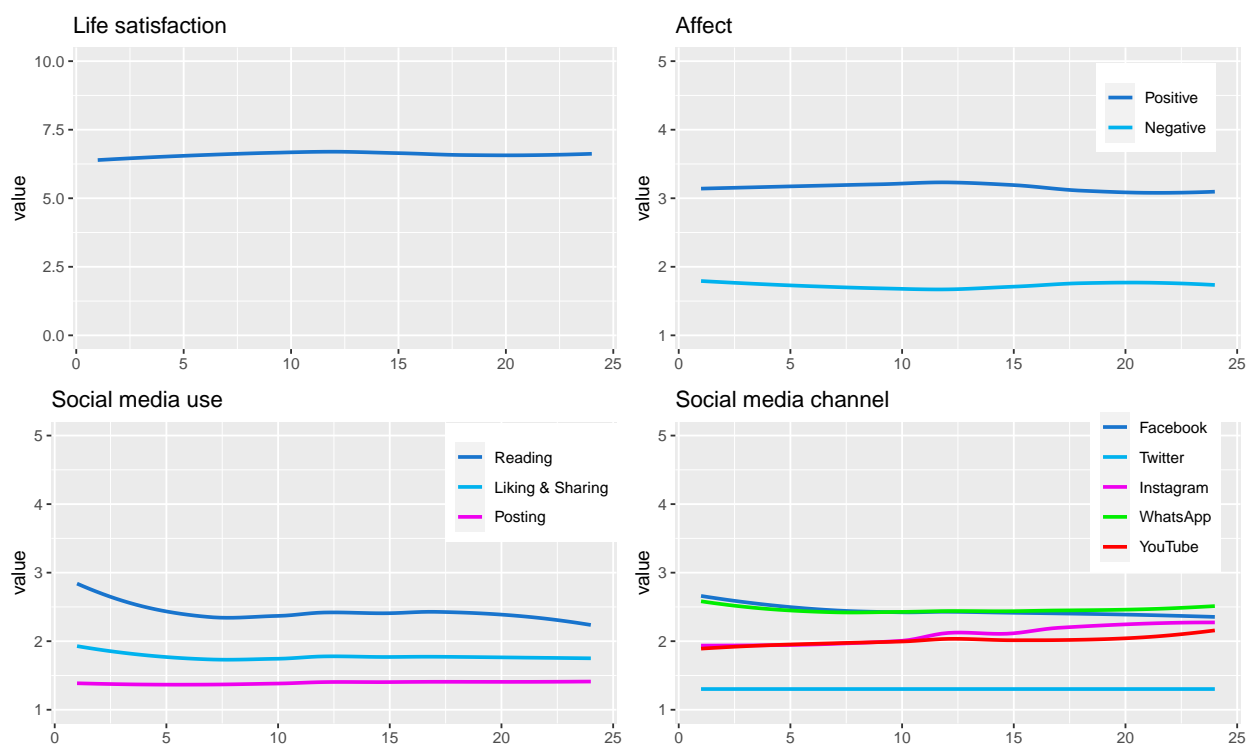 Life satisfaction
10.0
7.5
5.0
2.5
0.0
value
0 5 10 15 20 25
Affect
5
4
3
2
1
value
0 5 10 15 20 25
Positive
Negative
Social media use
5
4
3
2
1
value
0 5 10 15 20 25
Reading
Liking & Sharing
Posting
Social media channel
5
4
3
2
1
value
0 5 10 15 20 25
Facebook
Twitter
Instagram
WhatsApp
YouTube